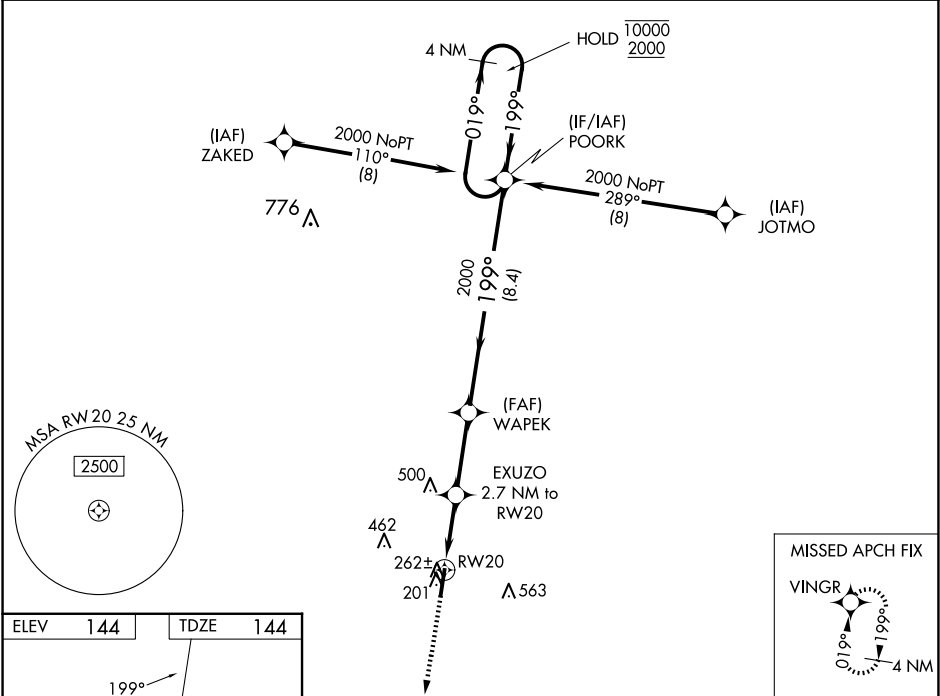 4 NM
HOLD 10000
2000
019°
199°
(IAF)
ZAKED
2000 NoPT
110°
(8)
(IF/IAF)
POORK
2000 NoPT
289°
(8)
(IAF)
JOTMO
776
2000
199°
(8.4)
(FAF)
WAPEK
MSA RW20 25 NM
2500
500
EXUZO
2.7 NM to
RW20
462
262±
RW20
201
563
MISSED APCH FIX
VINGR
019°
199°
4 NM
ELEV 144
TDZE 144
199°